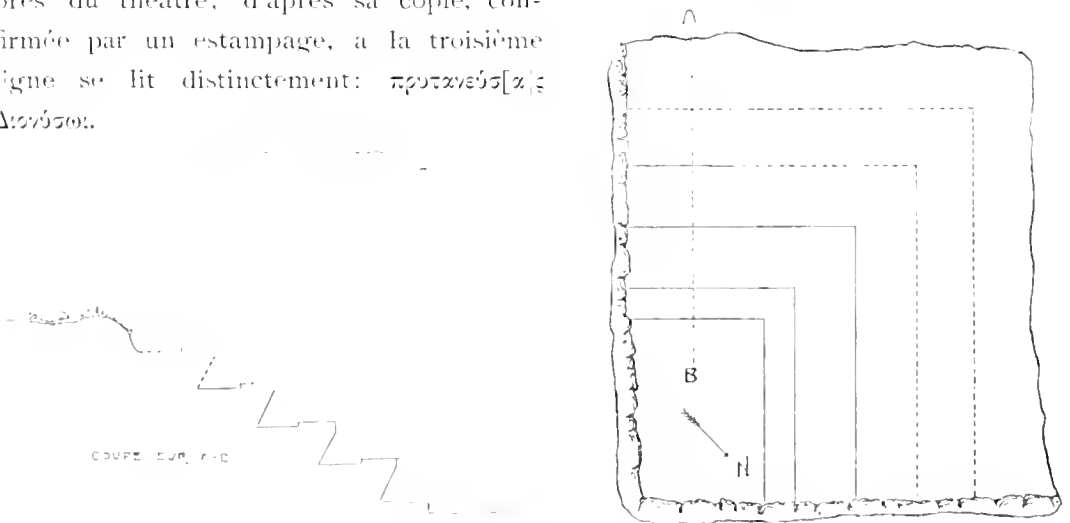 près du théâtre; d'après sa copie, con-
firmée par un estampage, a la troisième
ligne se lit distinctement: πρυτανεύσ[α]ς
Διονύσωι.
A
B
N
COUPE SUR A-B